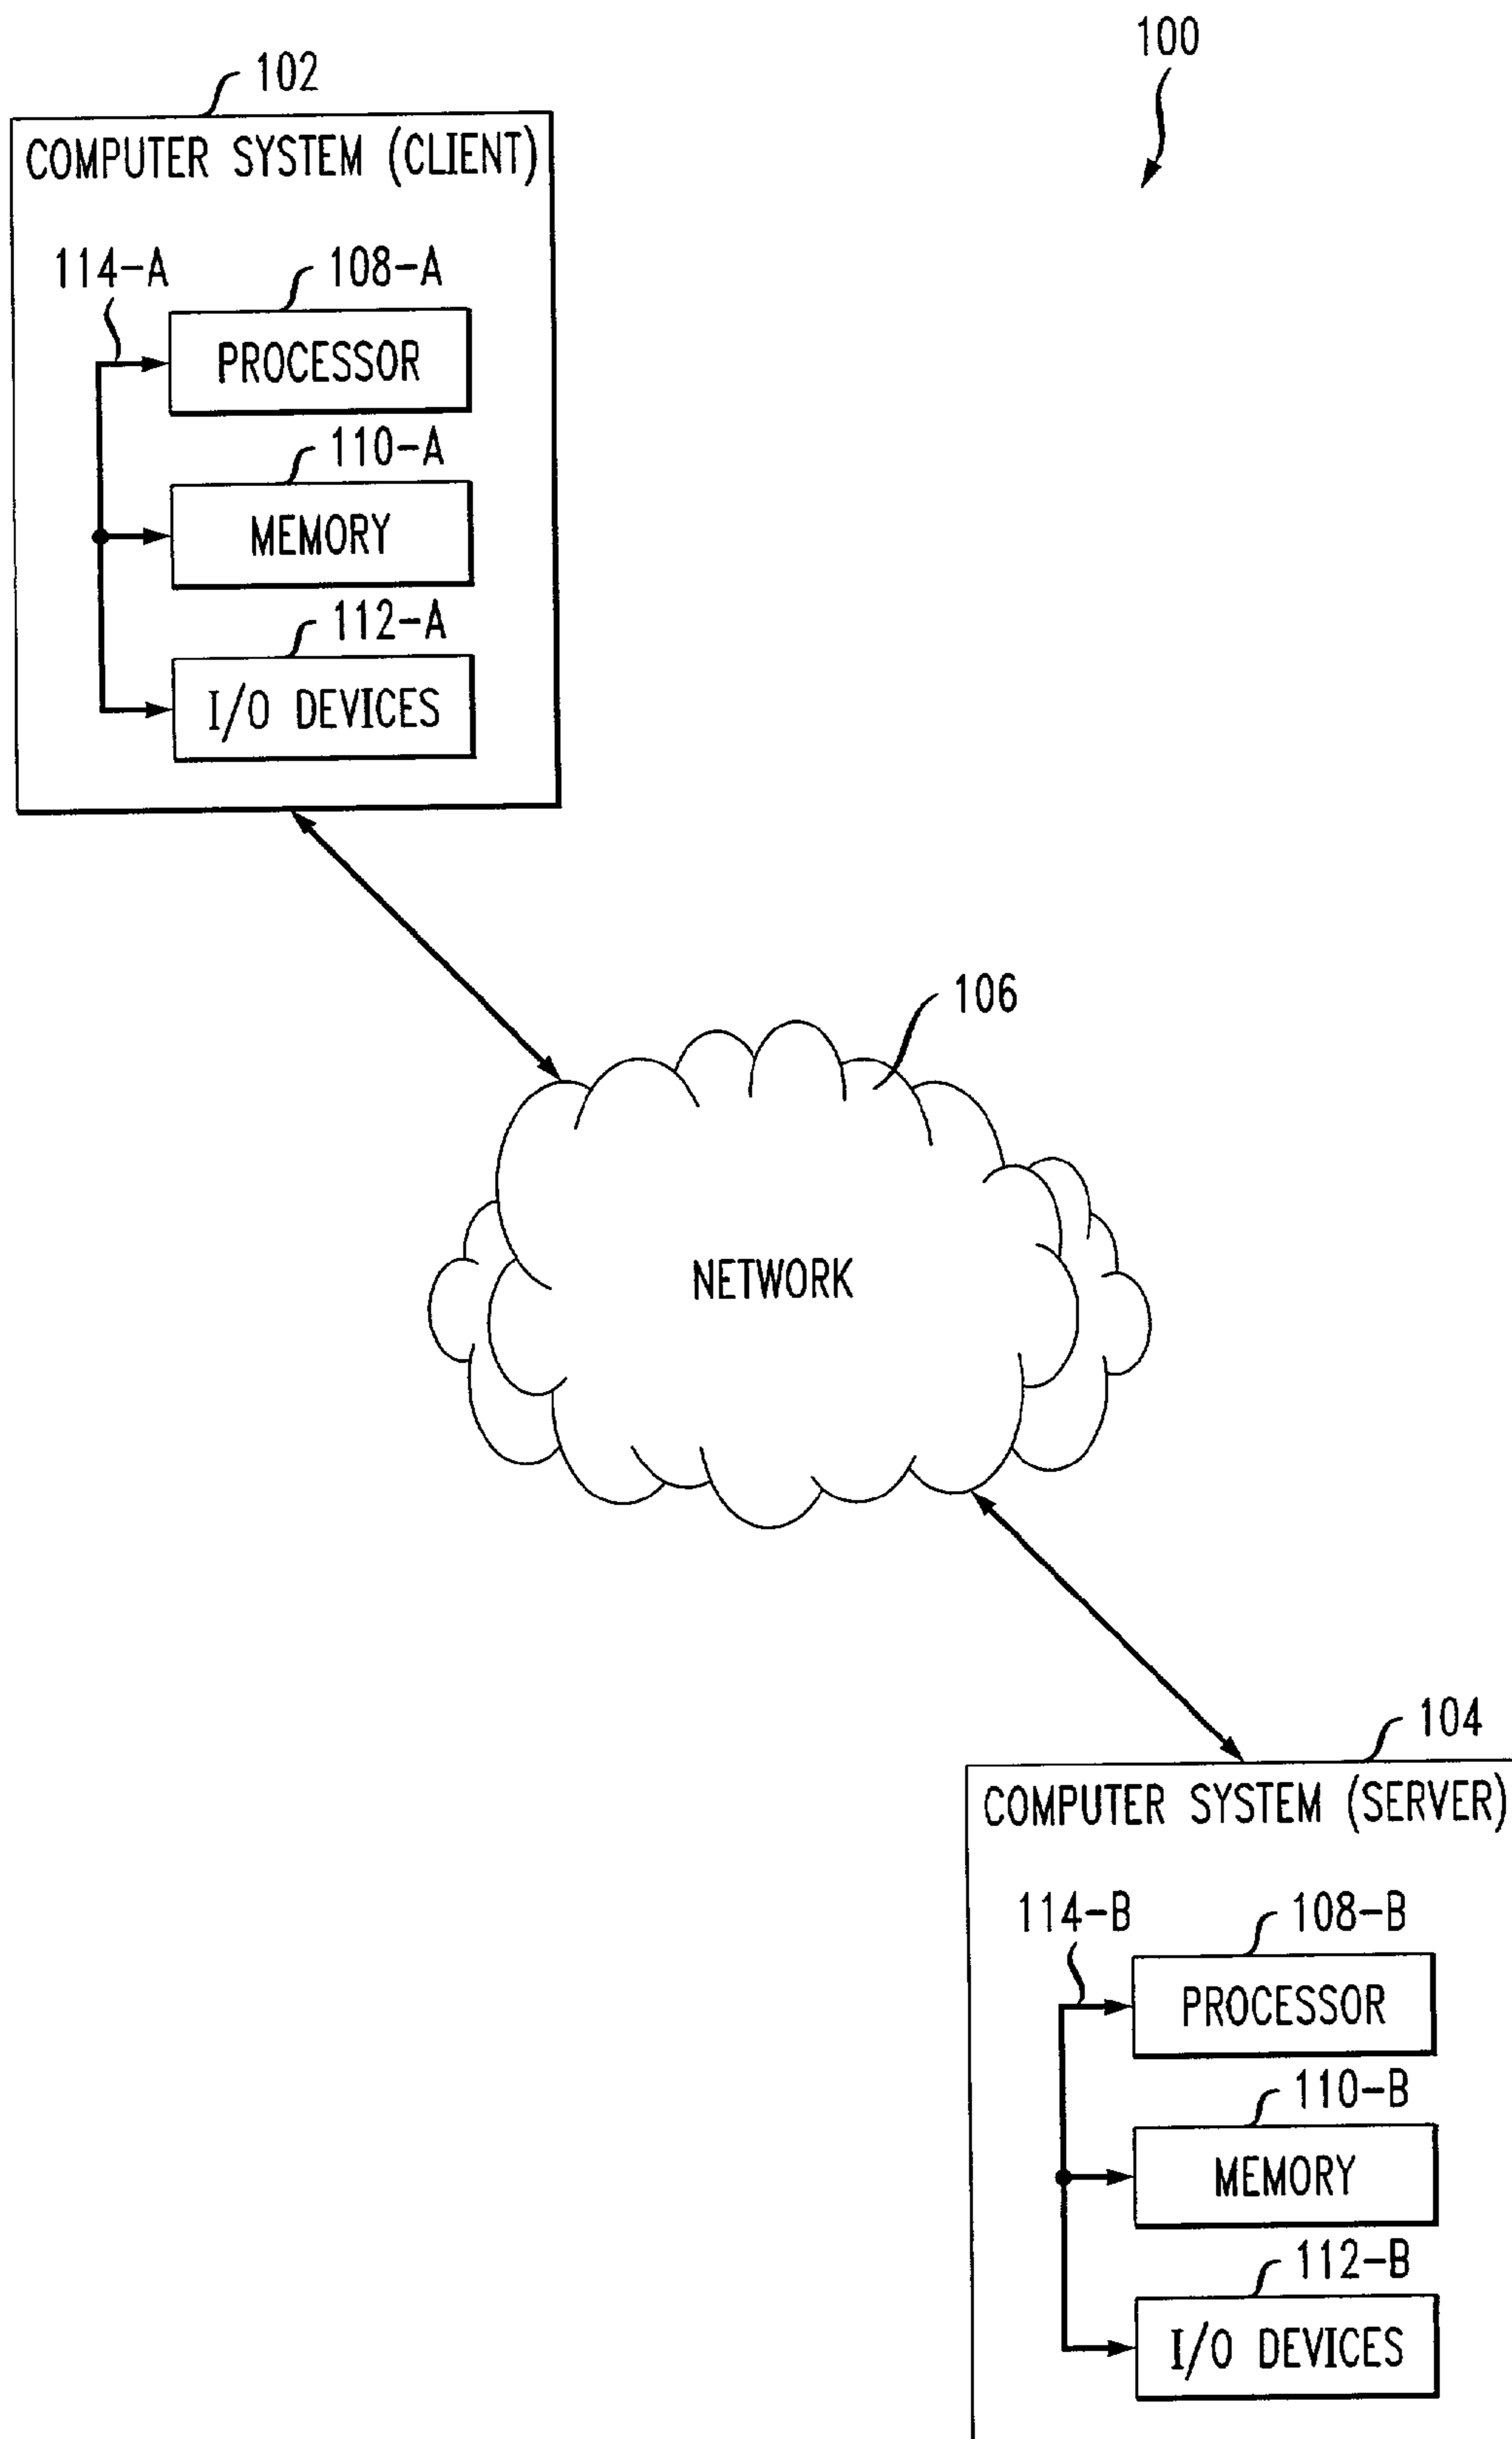 100
102
COMPUTER SYSTEM (CLIENT)
114-A
108-A
PROCESSOR
110-A
MEMORY
112-A
I/O DEVICES
106
NETWORK
104
COMPUTER SYSTEM (SERVER)
114-B
108-B
PROCESSOR
110-B
MEMORY
112-B
I/O DEVICES